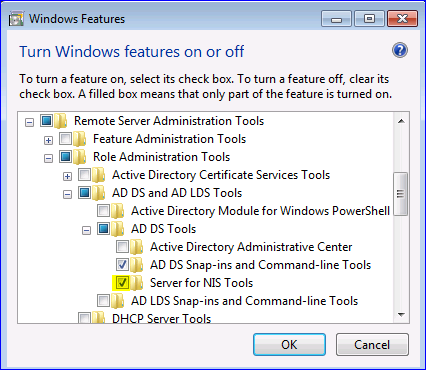 Windows Features
Turn Windows features on or off
To turn a feature on, select its check box. To turn a feature off, clear its
check box. A filled box means that only part of the feature is turned on.
Remote Server Administration Tools
Feature Administration Tools
Role Administration Tools
Active Directory Certificate Services Tools
AD DS and AD LDS Tools
Active Directory Module for Windows PowerShell
AD DS Tools
Active Directory Administrative Center
AD DS Snap-ins and Command-line Tools
Server for NIS Tools
AD LDS Snap-ins and Command-line Tools
DHCP Server Tools
OK Cancel